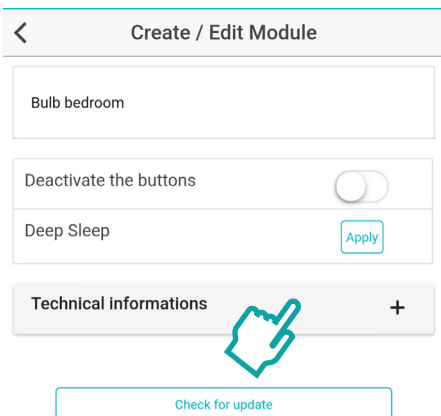 Create / Edit Module
Bulb bedroom
Deactivate the buttons
Deep Sleep
Apply
Technical informations +
Check for update